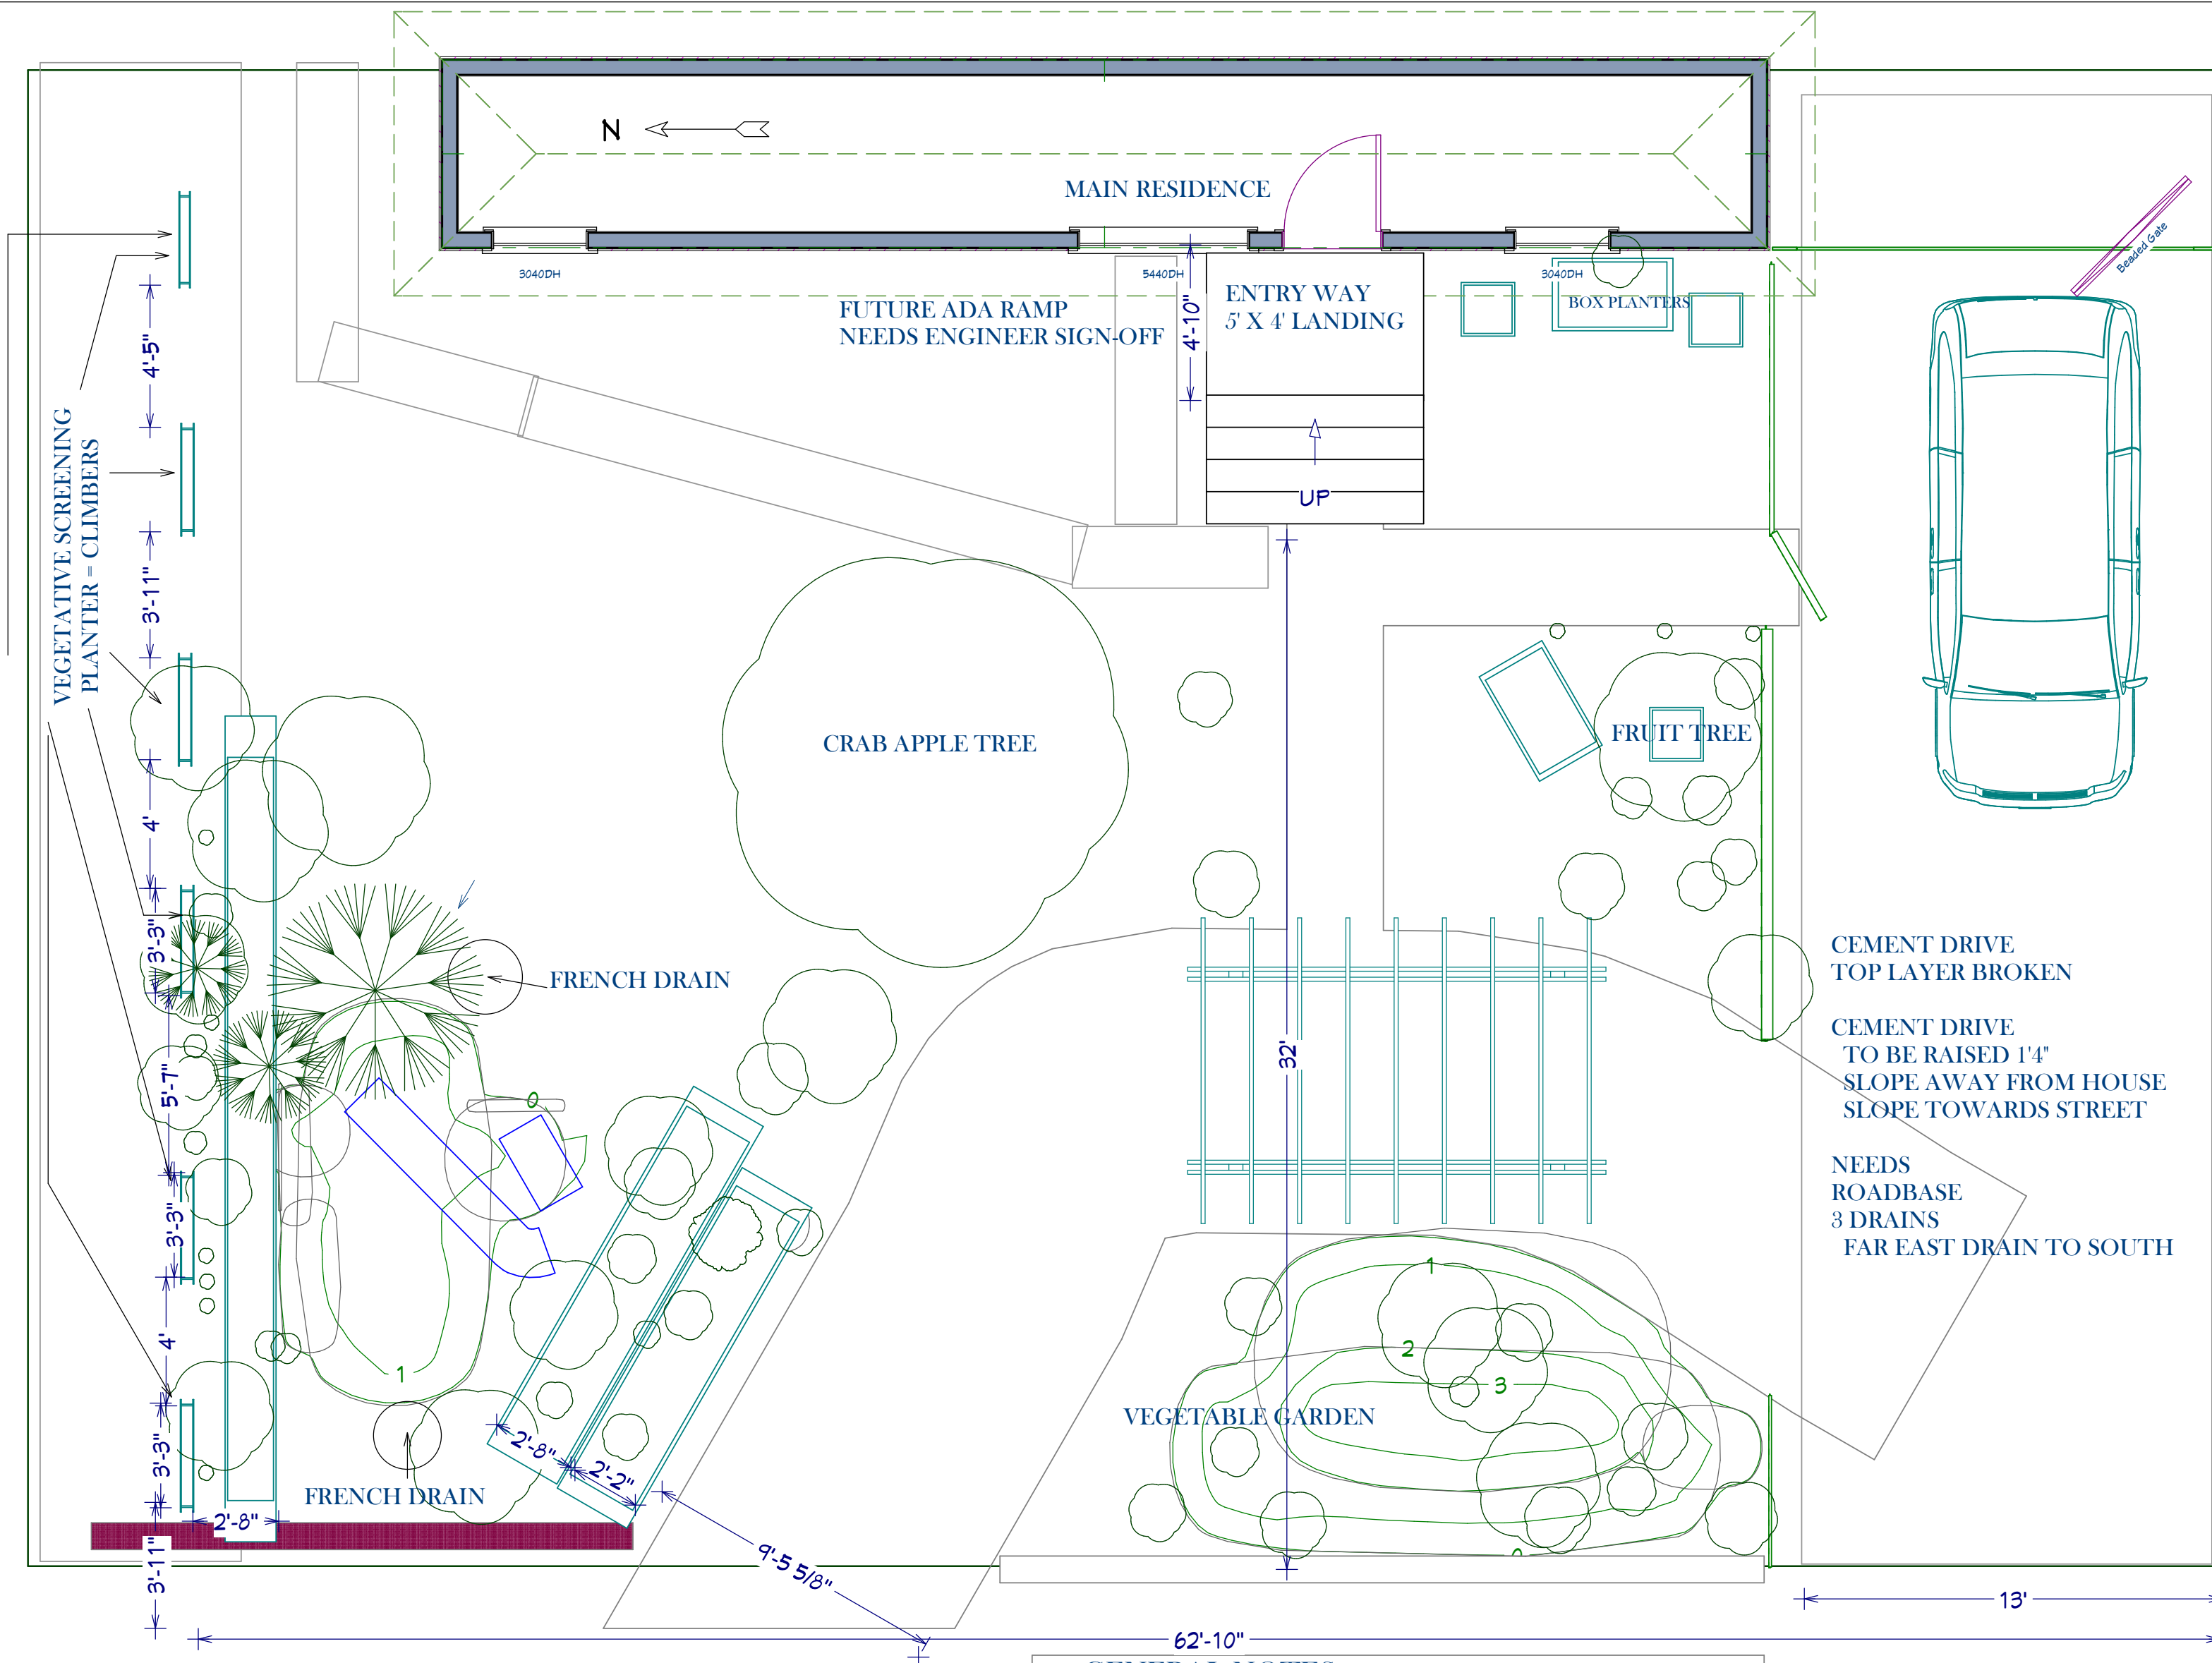 N
MAIN RESIDENCE
Beaded Gate
3040DH
5440DH
3040DH
FUTURE ADA RAMP
NEEDS ENGINEER SIGN-OFF
4'-10"
ENTRY WAY
5' X 4' LANDING
BOX PLANTERS
UP
VEGETATIVE SCREENING
PLANTER = CLIMBERS
4'-5"
3'-11"
4'
3'-3"
5'-7"
3'-3"
4'
3'-3"
3'-11"
2'-8"
CRAB APPLE TREE
FRUIT TREE
FRENCH DRAIN
0
1
FRENCH DRAIN
2'-8"
2'-2"
9'-5 5/8"
32'
1
2
3
VEGETABLE GARDEN
0
CEMENT DRIVE
TOP LAYER BROKEN
CEMENT DRIVE
TO BE RAISED 1'4"
SLOPE AWAY FROM HOUSE
SLOPE TOWARDS STREET
NEEDS
ROADBASE
3 DRAINS
FAR EAST DRAIN TO SOUTH
13'
62'-10"
GENERAL NOTES